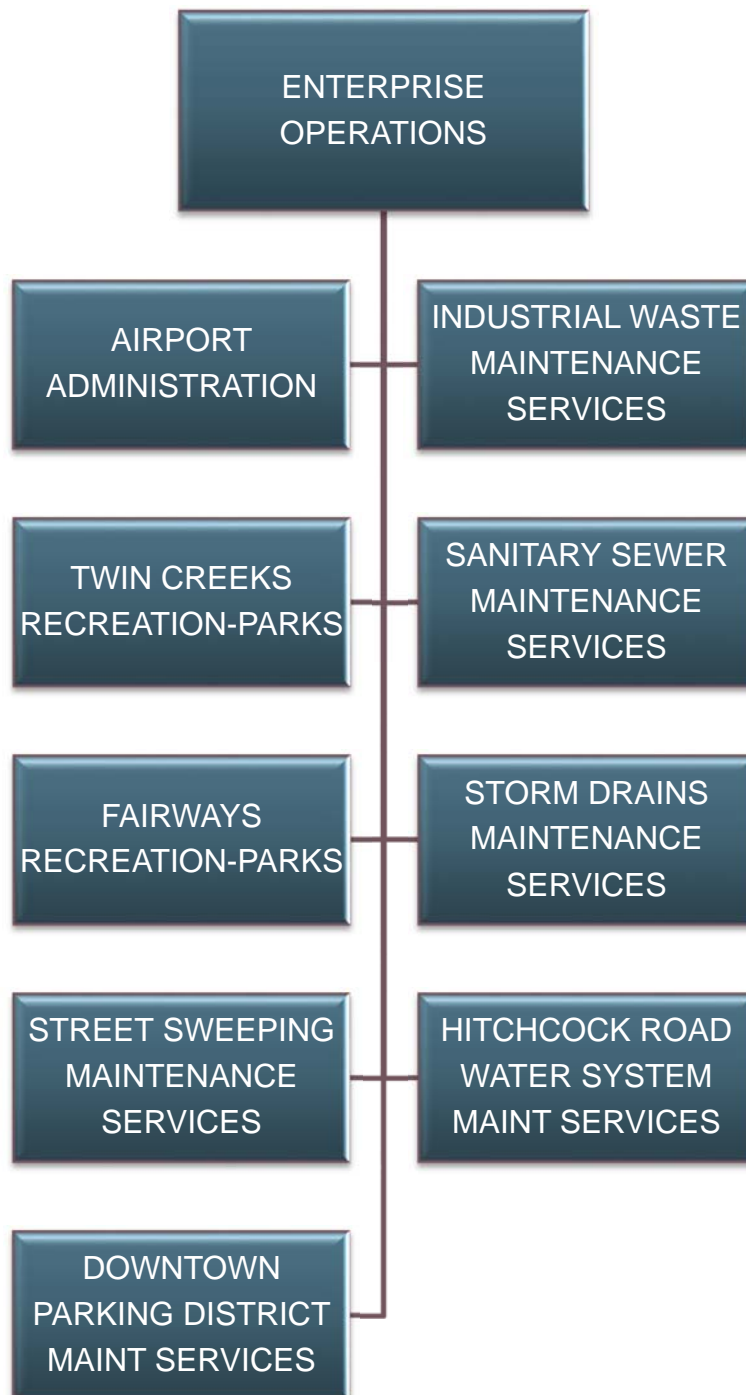 ENTERPRISE
OPERATIONS
AIRPORT
ADMINISTRATION
INDUSTRIAL WASTE
MAINTENANCE
SERVICES
TWIN CREEKS
RECREATION-PARKS
SANITARY SEWER
MAINTENANCE
SERVICES
FAIRWAYS
RECREATION-PARKS
STORM DRAINS
MAINTENANCE
SERVICES
STREET SWEEPING
MAINTENANCE
SERVICES
HITCHCOCK ROAD
WATER SYSTEM
MAINT SERVICES
DOWNTOWN
PARKING DISTRICT
MAINT SERVICES